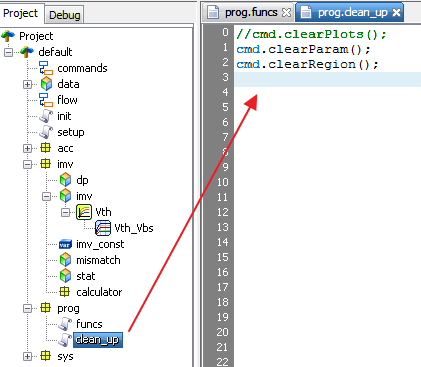 Project
Debug
Project
default
commands
data
flow
init
setup
acc
imv
dp
imv
Vth
Vth_Vbs
var imv_const
mismatch
stat
calculator
prog
funcs
clean_up
sys
prog.funcs
prog.clean_up
0 //cmd.clearPlots();
1 cmd.clearParam();
2 cmd.clearRegion();
3
4
5
6
7
8
9
10
11
12
13
14
15
16
17
18
19
20
21
22